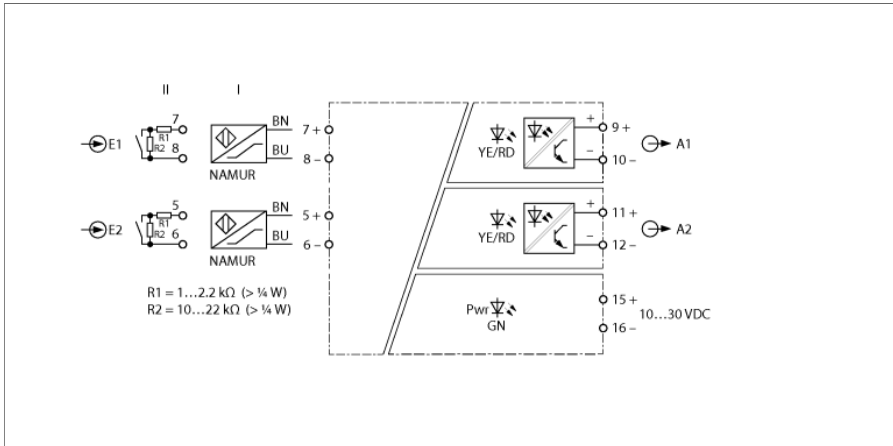 II I
7 BN + 9 +
E1 R1 7 + A1
R2 8 BU 8 – YE/RD – 10 –
NAMUR
5 BN + 11 +
E2 R1 5 + A2
R2 6 BU 6 – YE/RD – 12 –
NAMUR
R1 = 1...2.2 kΩ (> ¼ W)
R2 = 10...22 kΩ (> ¼ W)
Pwr 15 +
GN 10...30 VDC
16 –